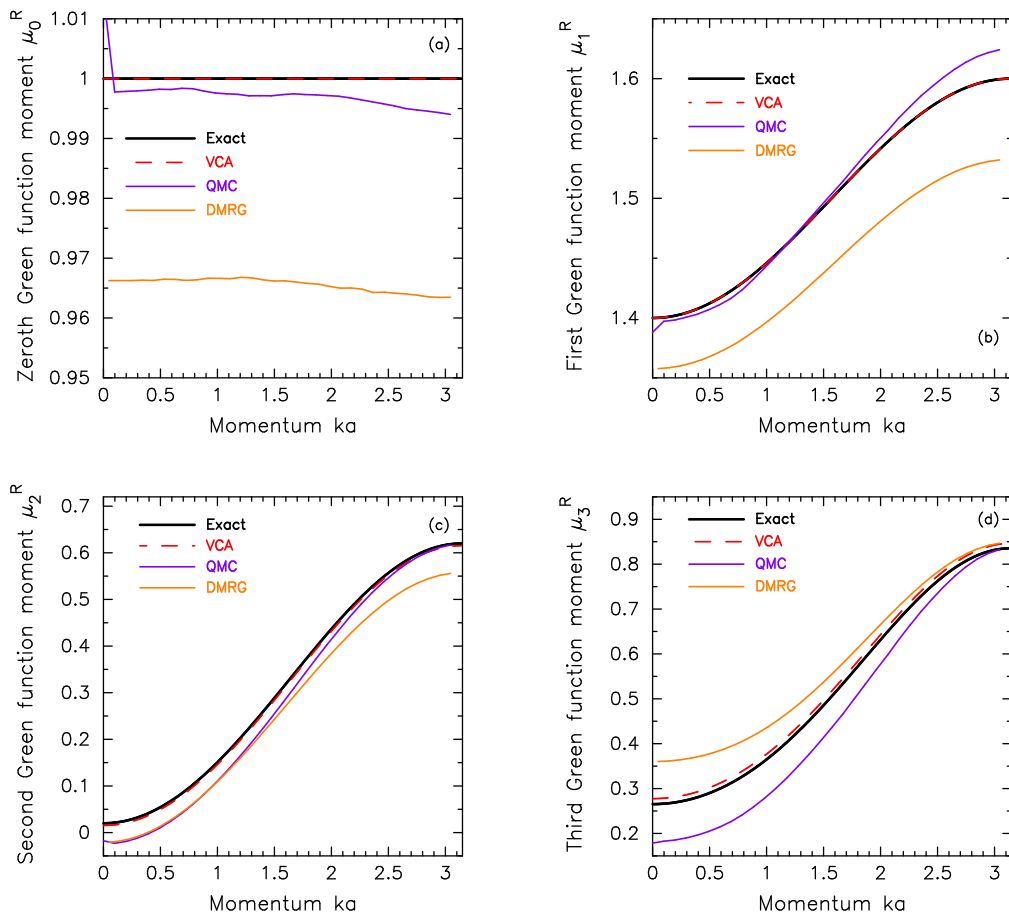 Zeroth Green function moment μ₀ᴿ
1.01
1
0.99
0.98
0.97
0.96
0.95
(a)
Exact
VCA
QMC
DMRG
0 0.5 1 1.5 2 2.5 3
Momentum ka
First Green function moment μ₁ᴿ
1.6
1.5
1.4
Exact
VCA
QMC
DMRG
(b)
0 0.5 1 1.5 2 2.5 3
Momentum ka
Second Green function moment μ₂ᴿ
0.7
0.6
0.5
0.4
0.3
0.2
0.1
0
(c)
Exact
VCA
QMC
DMRG
0 0.5 1 1.5 2 2.5 3
Momentum ka
Third Green function moment μ₃ᴿ
0.9
0.8
0.7
0.6
0.5
0.4
0.3
0.2
(d)
Exact
VCA
QMC
DMRG
0 0.5 1 1.5 2 2.5 3
Momentum ka